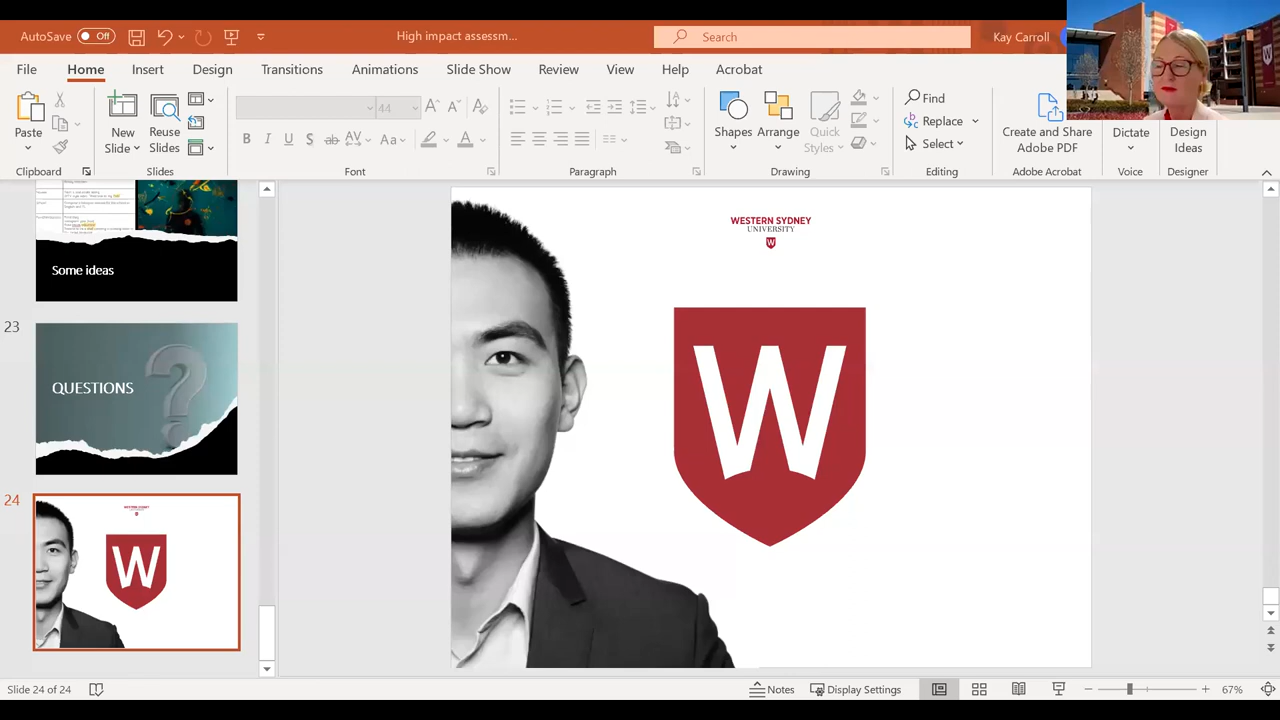 AutoSave Off
High impact assessm...
Search
Kay Carroll
File Home Insert Design Transitions Animations Slide Show Review View Help Acrobat
Paste
New Slide
Reuse Slides
44
B I U S ab AV Aa
Shapes
Arrange
Quick Styles
Find
Replace
Select
Create and Share Adobe PDF
Dictate
Design Ideas
Clipboard
Slides
Font
Paragraph
Drawing
Editing
Adobe Acrobat
Voice
Designer
Some ideas
23
QUESTIONS
24
W
WESTERN SYDNEY
UNIVERSITY
W
W
Slide 24 of 24
Notes
Display Settings
67%